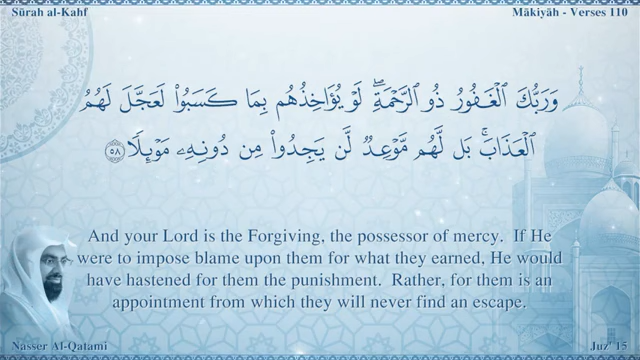 Sūrah al-Kahf
Mākiyāh - Verses 110
وَرَبُّكَ ٱلْغَفُورُ ذُو ٱلرَّحْمَةِ ۖ لَوْ يُؤَاخِذُهُم بِمَا كَسَبُوا۟ لَعَجَّلَ لَهُمُ
ٱلْعَذَابَ ۚ بَل لَّهُم مَّوْعِدٌ لَّن يَجِدُوا۟ مِن دُونِهِۦ مَوْئِلًا ٥٨
And your Lord is the Forgiving, the possessor of mercy. If He
were to impose blame upon them for what they earned, He would
have hastened for them the punishment. Rather, for them is an
appointment from which they will never find an escape.
Nasser Al-Qatami
Juz' 15